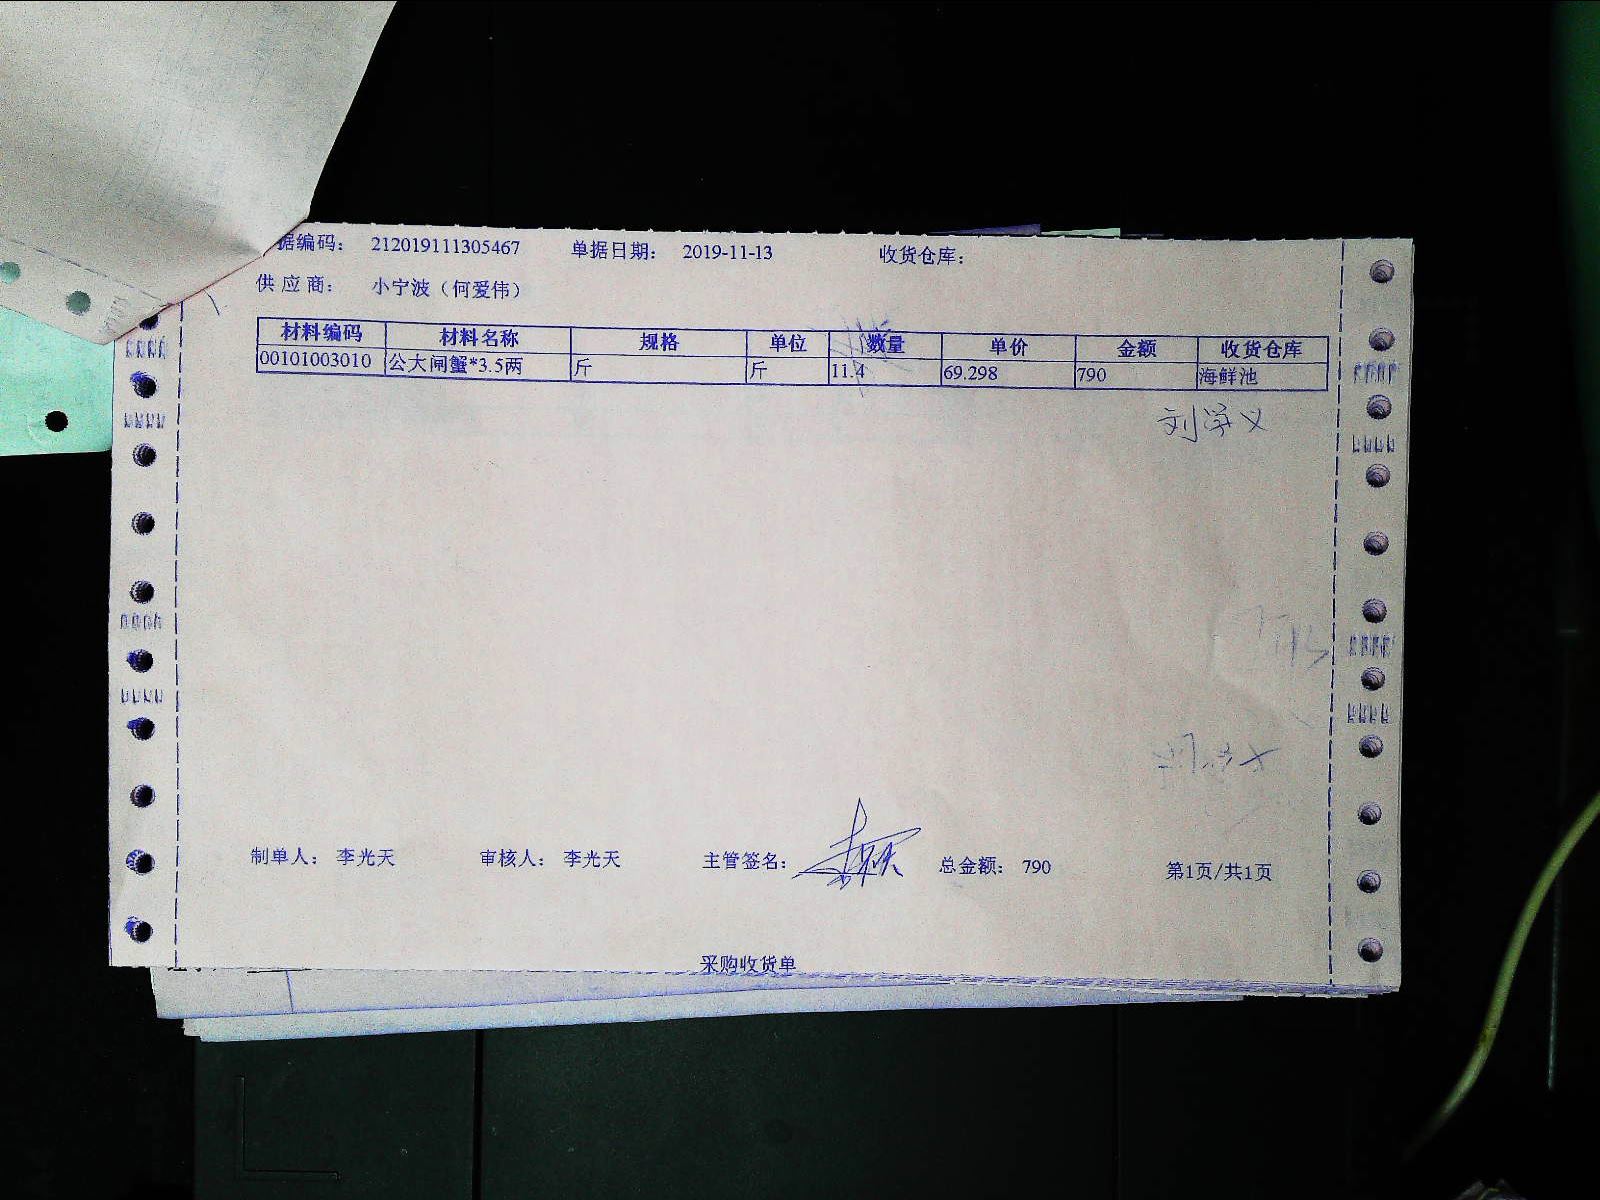 据编码： 212019111305467 单据日期： 2019-11-13 收货仓库：
供应商： 小宁波（何爱伟）
材料编码 材料名称 规格 单位 数量 单价 金额 收货仓库
00101003010 公大闸蟹*3.5两 斤 斤 11.4 69.298 790 海鲜池
刘学义
制单人： 李光天 审核人： 李光天 主管签名： 总金额： 790 第1页/共1页
采购收货单